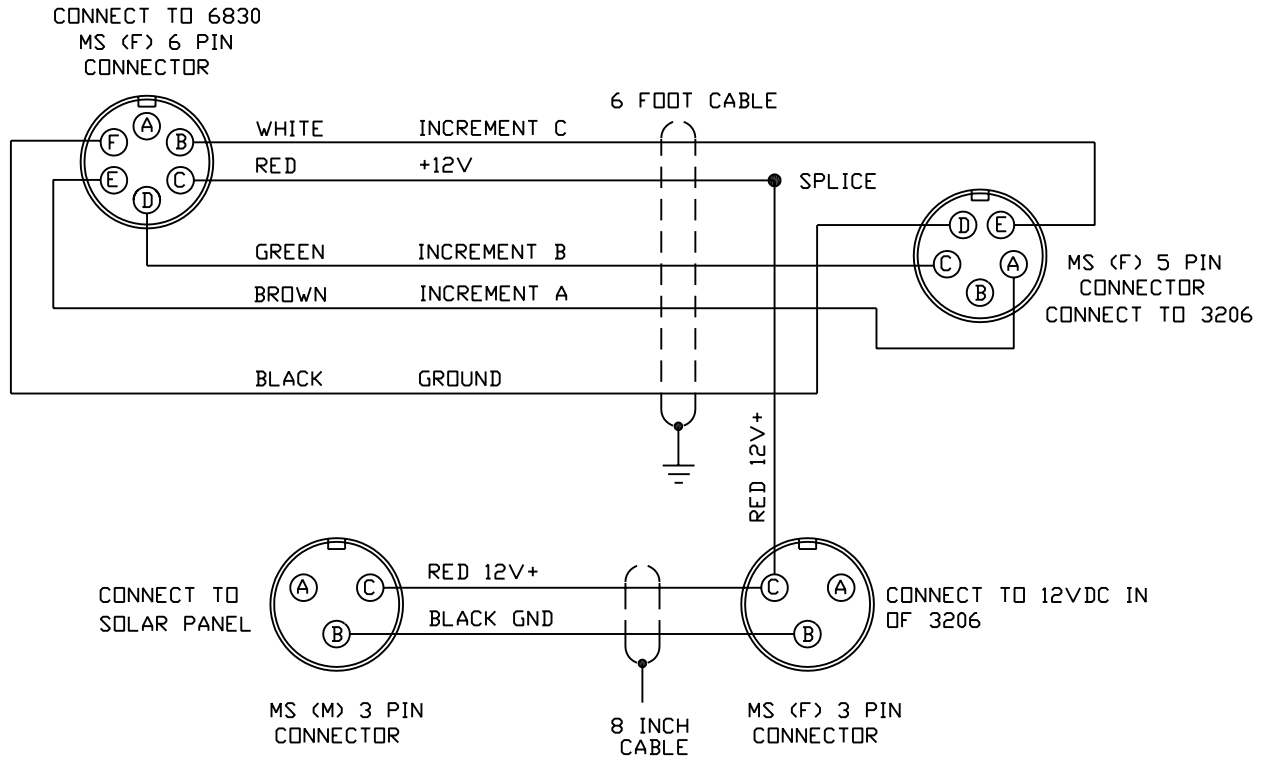 CONNECT TO 6830
MS (F) 6 PIN
CONNECTOR
6 FOOT CABLE
A
F
B
E
C
D
WHITE INCREMENT C
RED +12V
SPLICE
GREEN INCREMENT B
BROWN INCREMENT A
BLACK GROUND
D
E
C
A
B
MS (F) 5 PIN
CONNECTOR
CONNECT TO 3206
RED 12V+
CONNECT TO
SOLAR PANEL
A
C
B
RED 12V+
BLACK GND
C
A
B
CONNECT TO 12VDC IN
OF 3206
MS (M) 3 PIN
CONNECTOR
8 INCH
CABLE
MS (F) 3 PIN
CONNECTOR